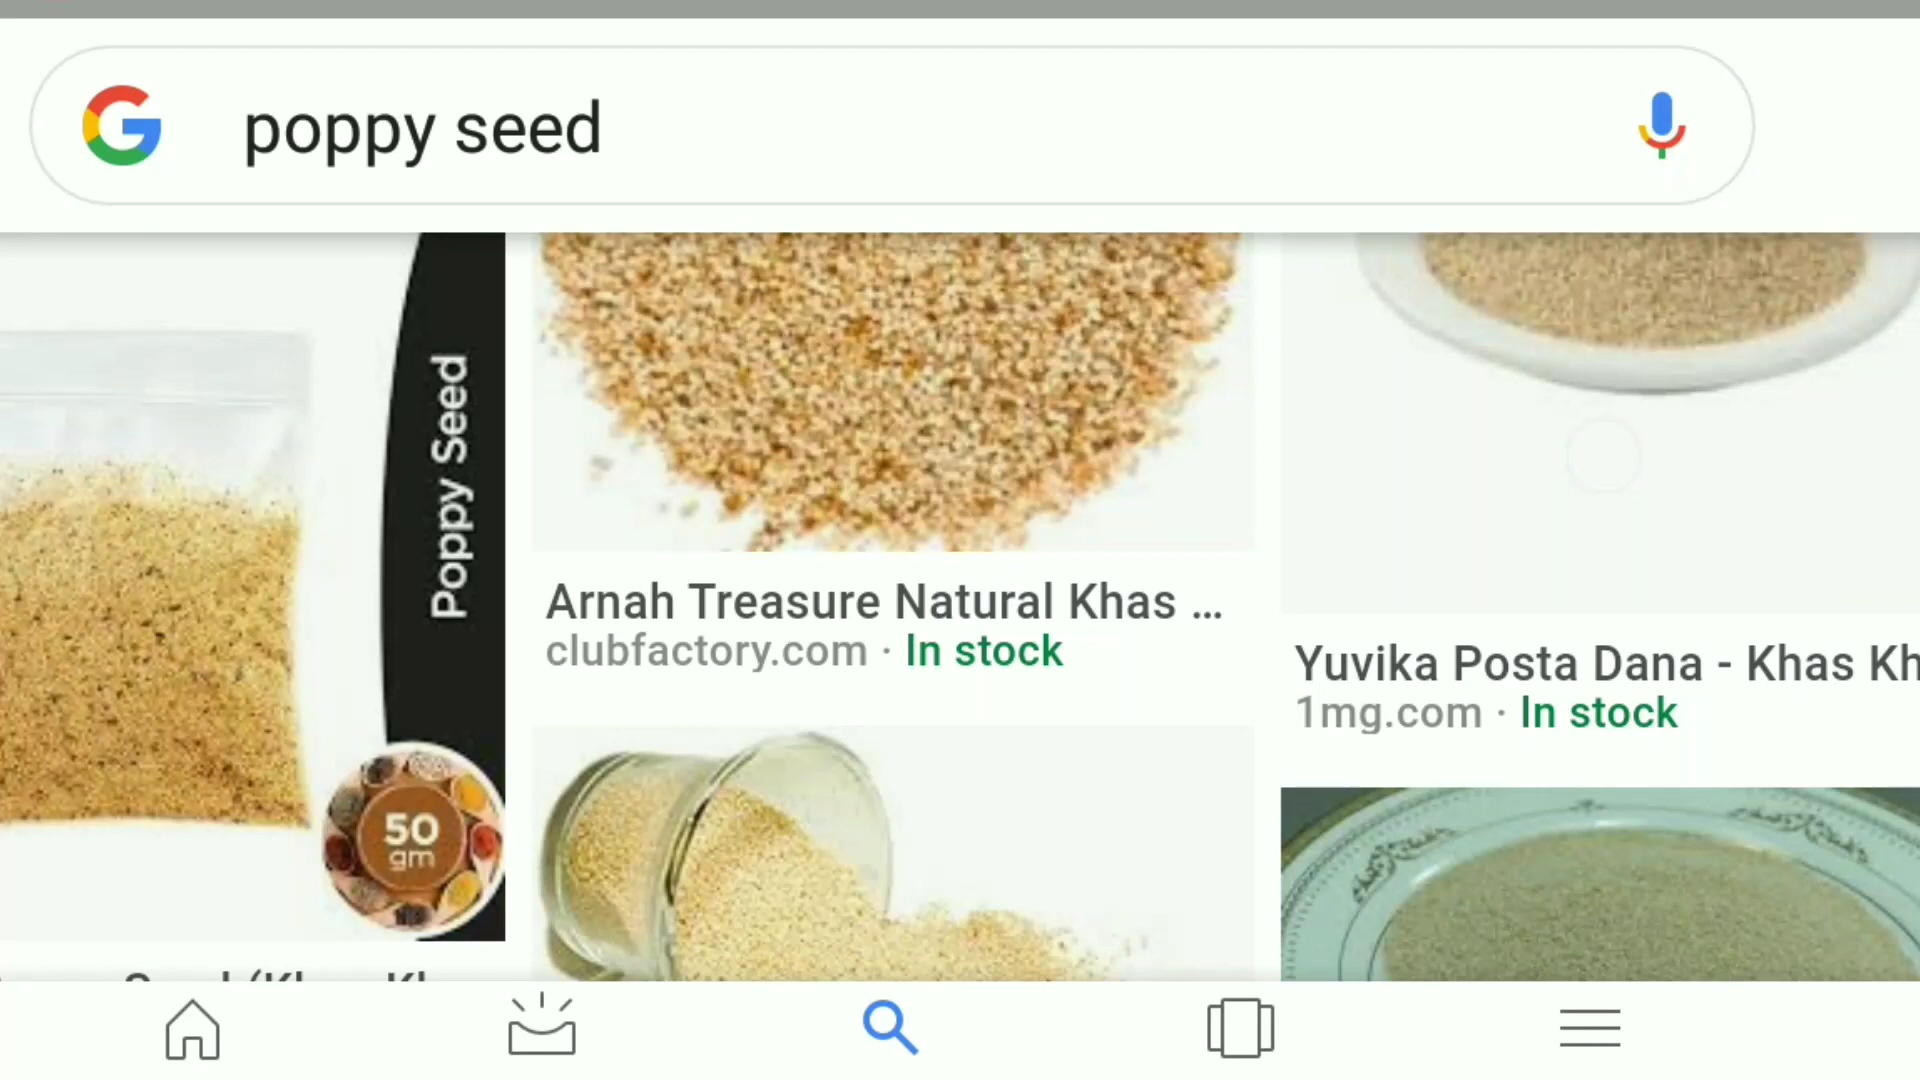 poppy seed
Poppy Seed
50
gm
Arnah Treasure Natural Khas ...
clubfactory.com · In stock
Yuvika Posta Dana - Khas Kh
1mg.com · In stock